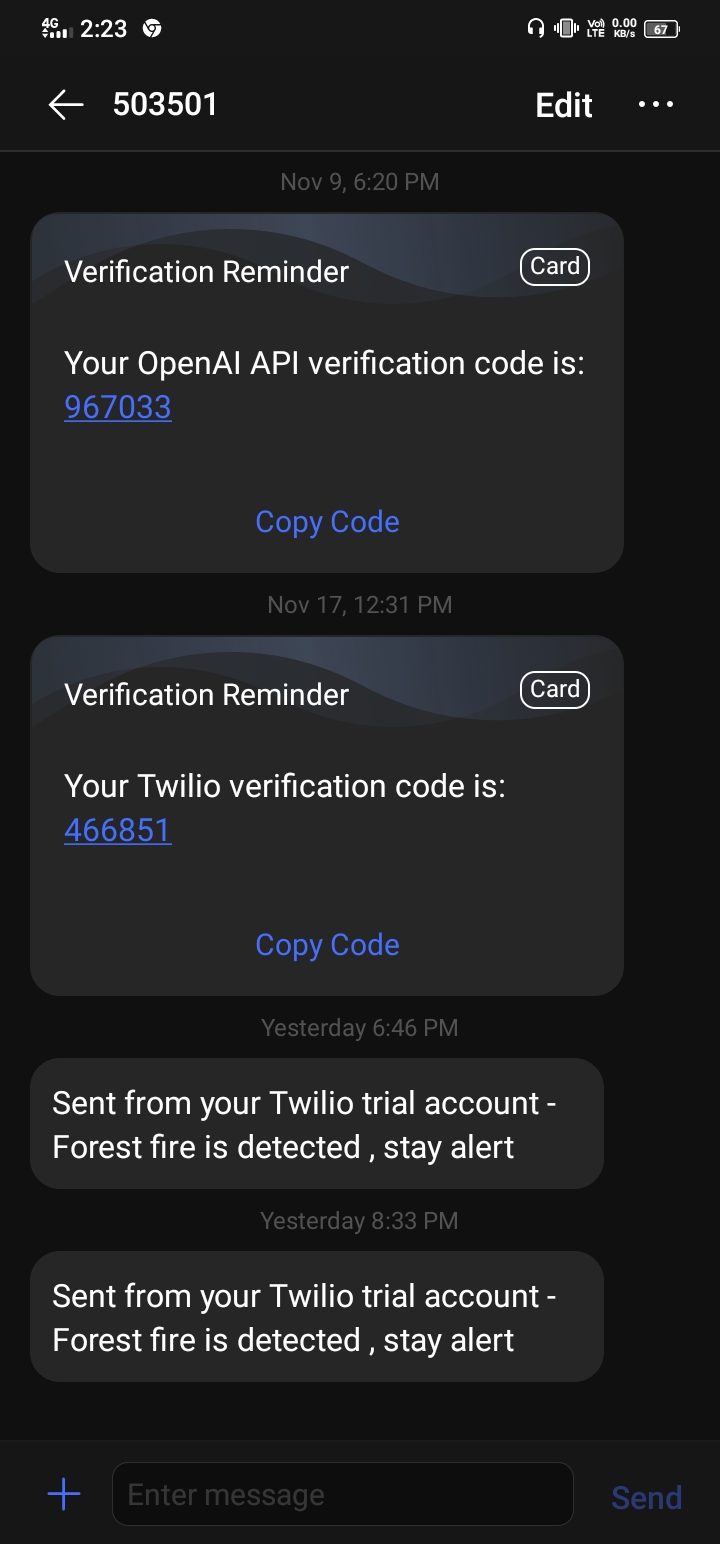 4G 2:23 Vo) LTE 0.00 KB/s 67
503501 Edit
Nov 9, 6:20 PM
Verification Reminder Card
Your OpenAI API verification code is:
967033
Copy Code
Nov 17, 12:31 PM
Verification Reminder Card
Your Twilio verification code is:
466851
Copy Code
Yesterday 6:46 PM
Sent from your Twilio trial account -
Forest fire is detected , stay alert
Yesterday 8:33 PM
Sent from your Twilio trial account -
Forest fire is detected , stay alert
Enter message Send